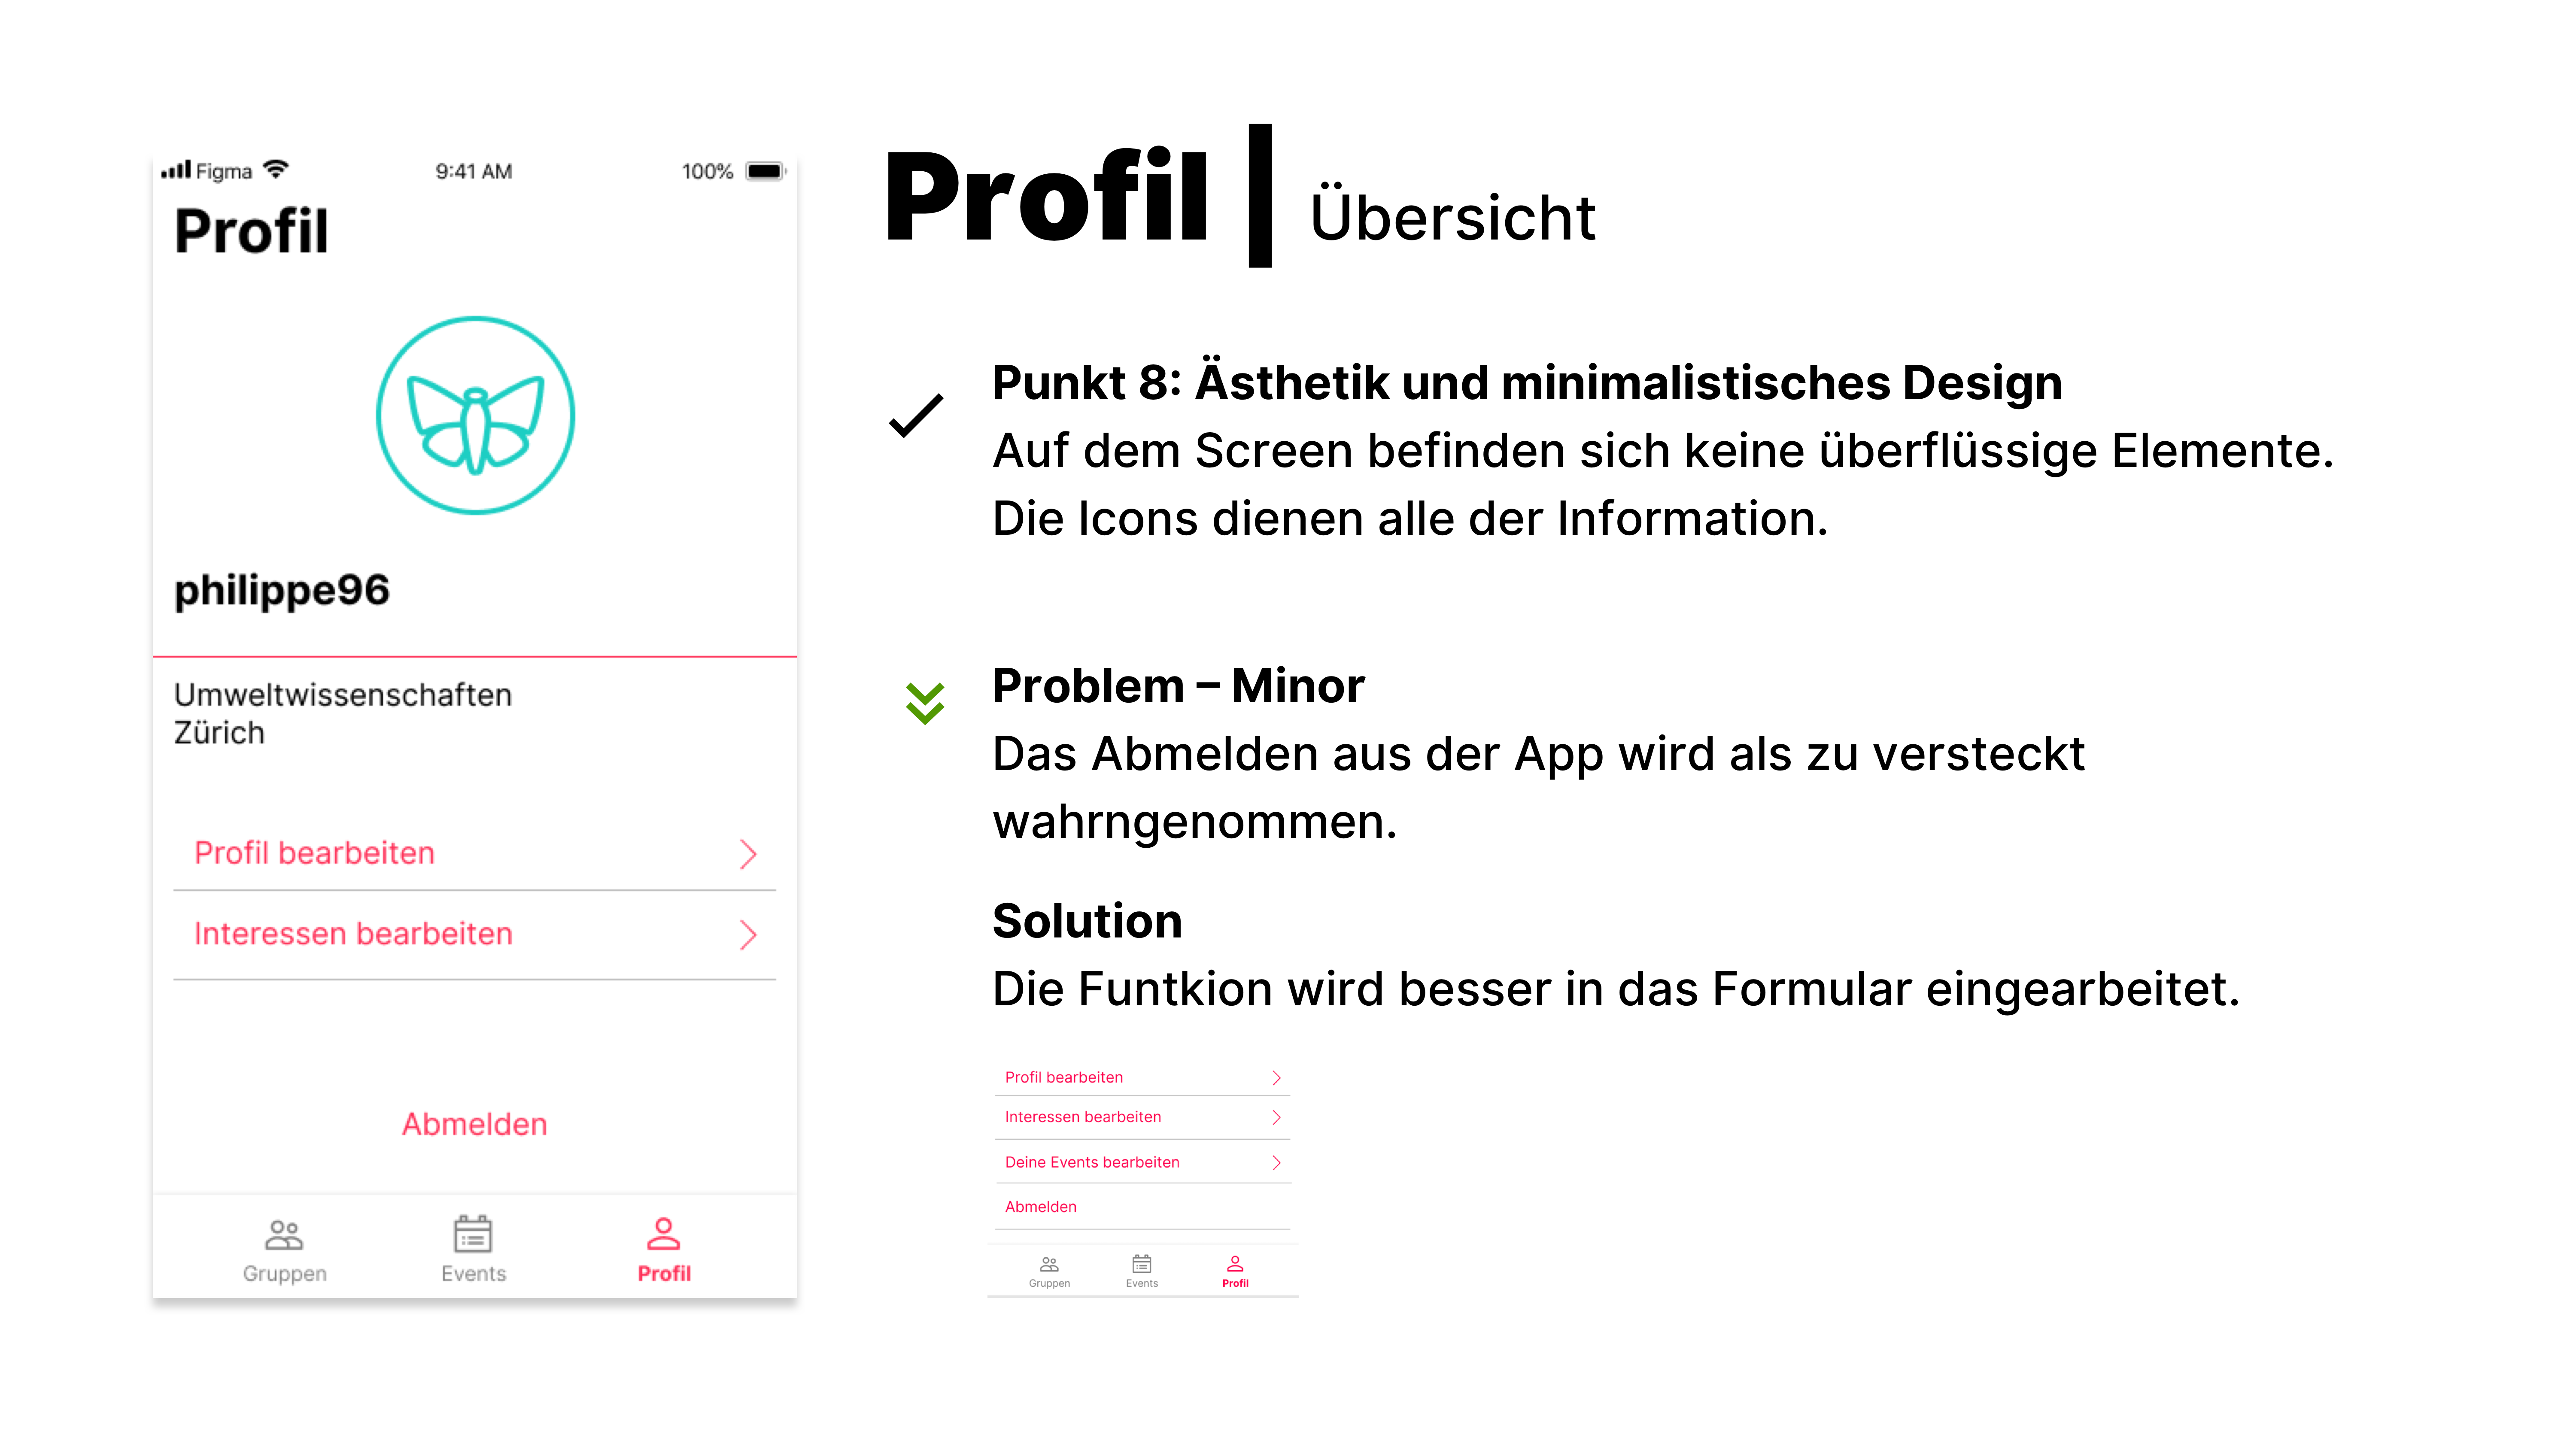 Figma 9:41 AM 100%
Profil
philippe96
Umweltwissenschaften
Zürich
Profil bearbeiten
Interessen bearbeiten
Abmelden
Gruppen Events Profil
Profil | Übersicht
Punkt 8: Ästhetik und minimalistisches Design
Auf dem Screen befinden sich keine überflüssige Elemente.
Die Icons dienen alle der Information.
Problem – Minor
Das Abmelden aus der App wird als zu versteckt
wahrngenommen.
Solution
Die Funtkion wird besser in das Formular eingearbeitet.
Profil bearbeiten
Interessen bearbeiten
Deine Events bearbeiten
Abmelden
Gruppen Events Profil